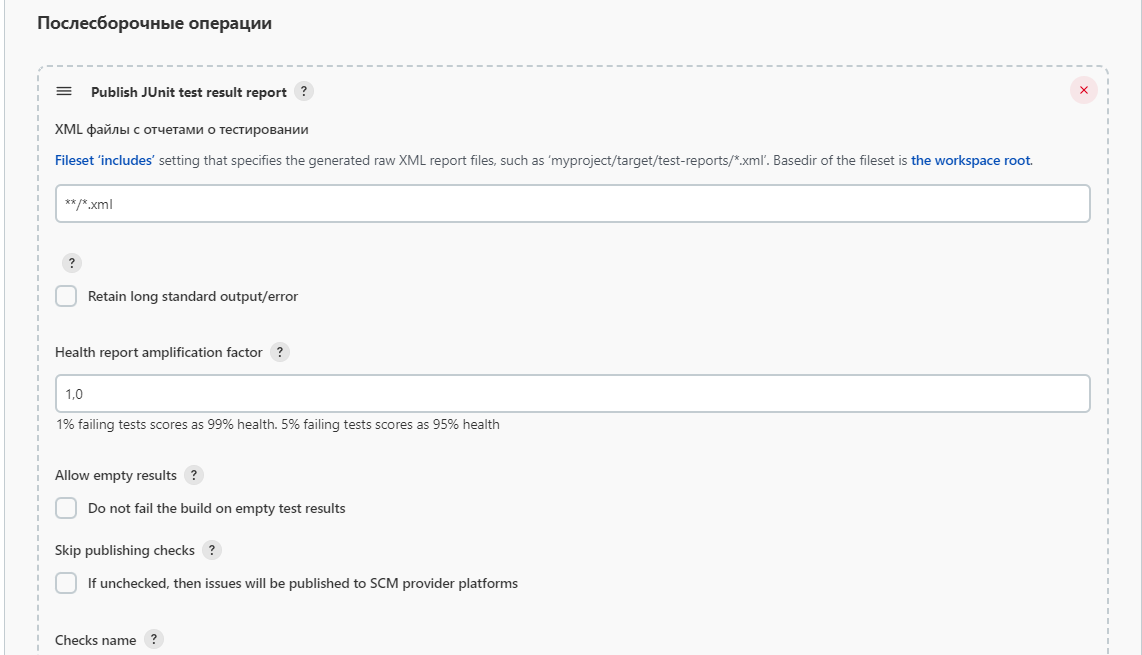 Послесборочные операции
Publish JUnit test result report ?
XML файлы с отчетами о тестировании
Fileset ‘includes’ setting that specifies the generated raw XML report files, such as ‘myproject/target/test-reports/*.xml’. Basedir of the fileset is the workspace root.
**/*.xml
?
Retain long standard output/error
Health report amplification factor ?
1,0
1% failing tests scores as 99% health. 5% failing tests scores as 95% health
Allow empty results ?
Do not fail the build on empty test results
Skip publishing checks ?
If unchecked, then issues will be published to SCM provider platforms
Checks name ?